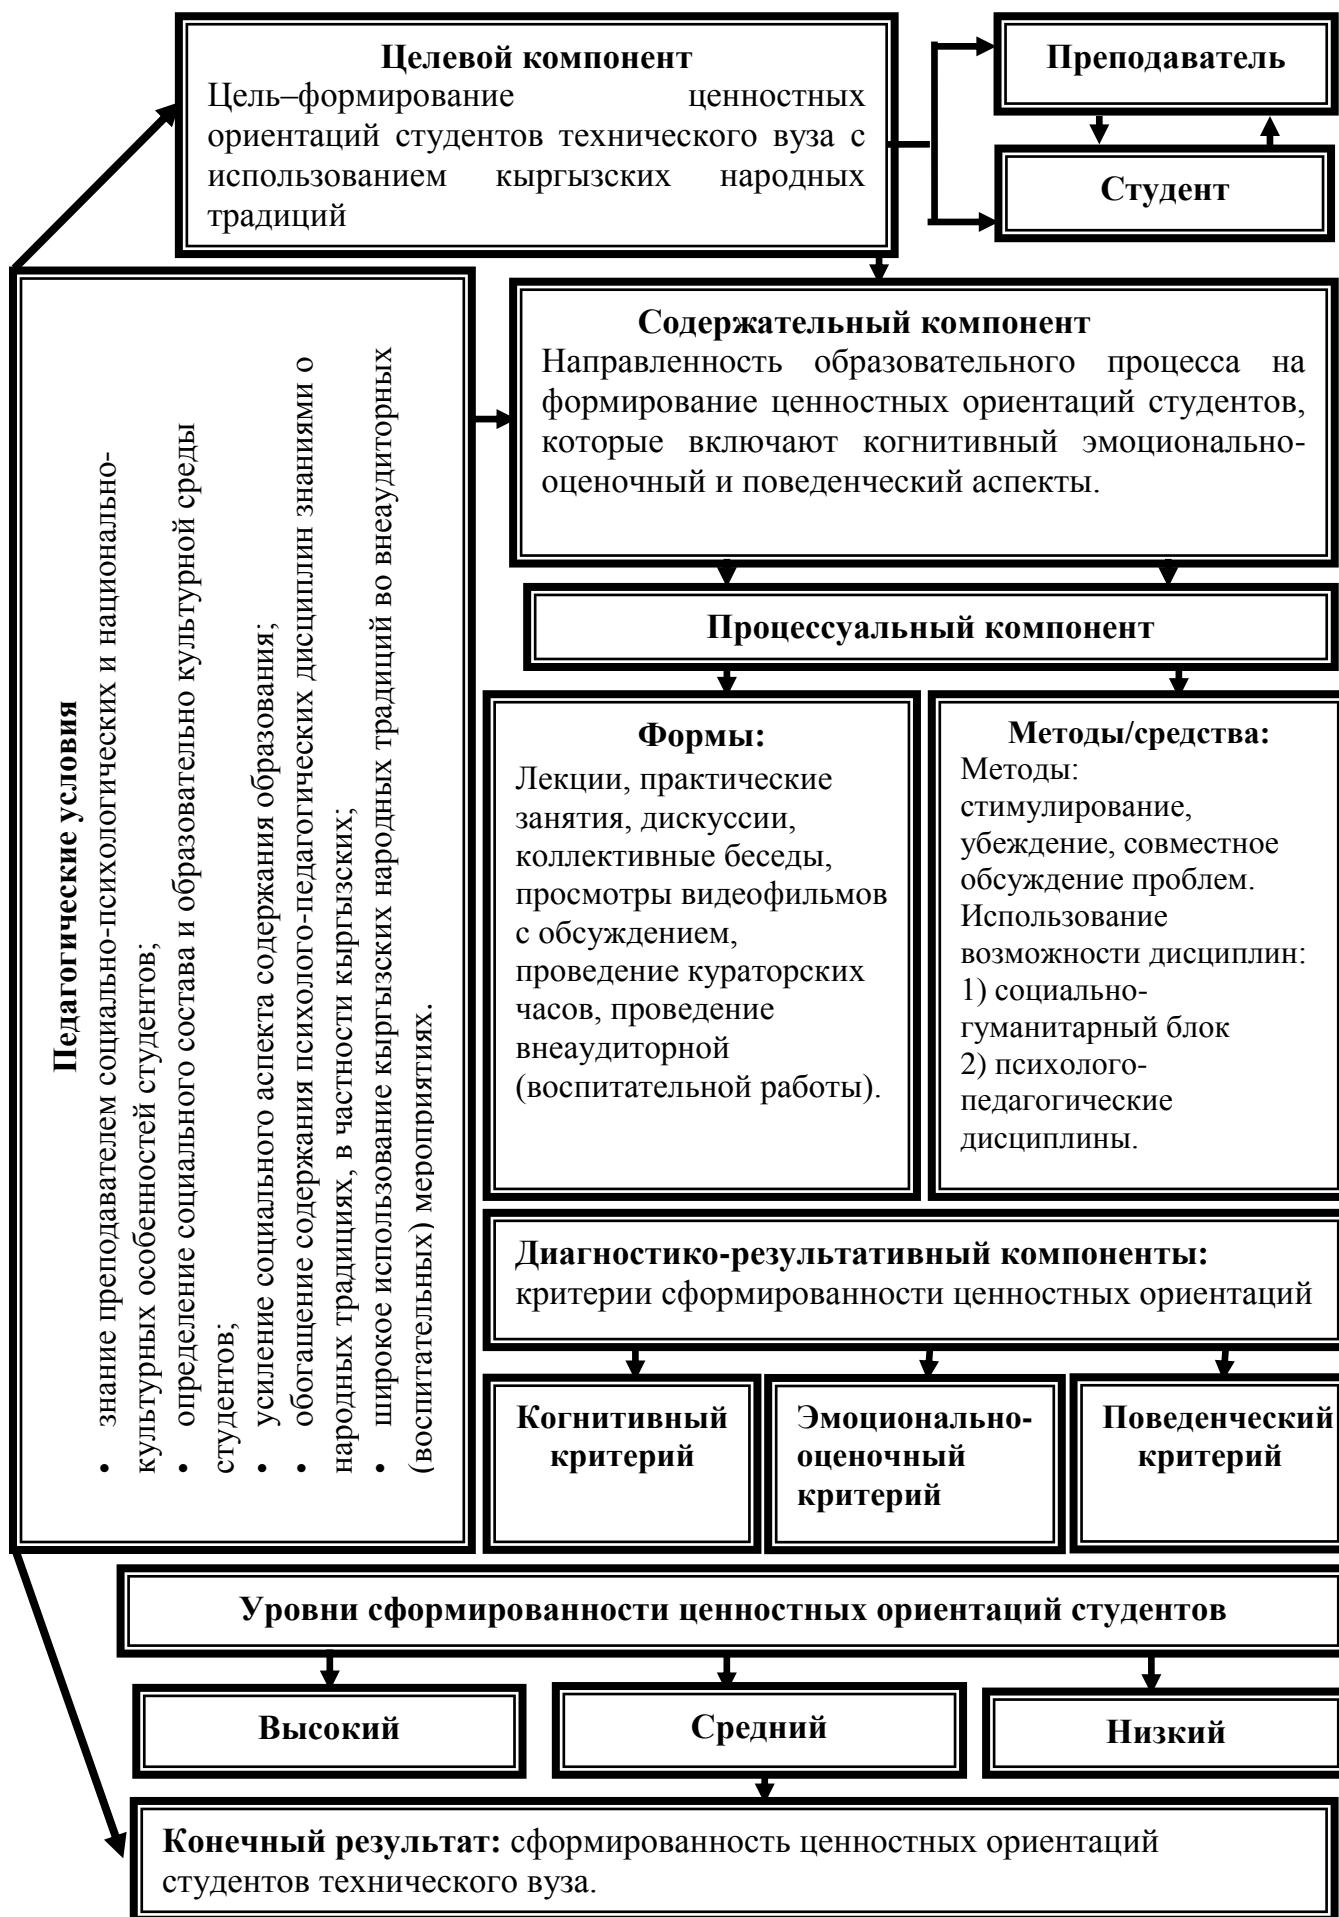 Целевой компонент
Цель–формирование ценностных
ориентаций студентов технического вуза с
использованием кыргызских народных
традиций
Преподаватель
Студент
Педагогические условия
• знание преподавателем социально-психологических и национально-
культурных особенностей студентов;
• определение социального состава и образовательно культурной среды
студентов;
• усиление социального аспекта содержания образования;
• обогащение содержания психолого-педагогических дисциплин знаниями о
народных традициях, в частности кыргызских;
• широкое использование кыргызских народных традиций во внеаудиторных
(воспитательных) мероприятиях.
Содержательный компонент
Направленность образовательного процесса на
формирование ценностных ориентаций студентов,
которые включают когнитивный эмоционально-
оценочный и поведенческий аспекты.
Процессуальный компонент
Формы:
Лекции, практические
занятия, дискуссии,
коллективные беседы,
просмотры видеофильмов
с обсуждением,
проведение кураторских
часов, проведение
внеаудиторной
(воспитательной работы).
Методы/средства:
Методы:
стимулирование,
убеждение, совместное
обсуждение проблем.
Использование
возможности дисциплин:
1) социально-
гуманитарный блок
2) психолого-
педагогические
дисциплины.
Диагностико-результативный компоненты:
критерии сформированности ценностных ориентаций
Когнитивный
критерий
Эмоционально-
оценочный
критерий
Поведенческий
критерий
Уровни сформированности ценностных ориентаций студентов
Высокий
Средний
Низкий
Конечный результат: сформированность ценностных ориентаций
студентов технического вуза.